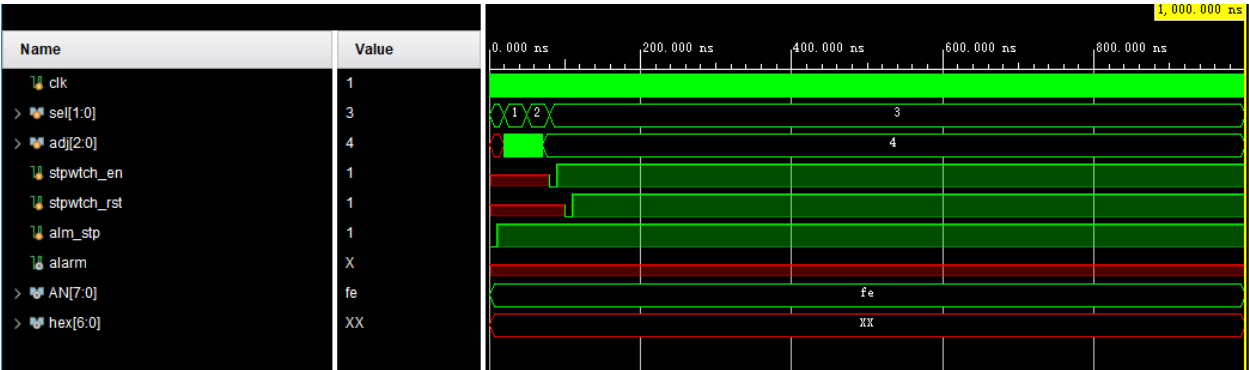 1,000.000 ns
Name Value 0.000 ns 200.000 ns 400.000 ns 600.000 ns 800.000 ns
clk 1
> sel[1:0] 3 1 2 3
> adj[2:0] 4 4
stpwtch_en 1
stpwtch_rst 1
alm_stp 1
alarm X
> AN[7:0] fe fe
> hex[6:0] XX XX